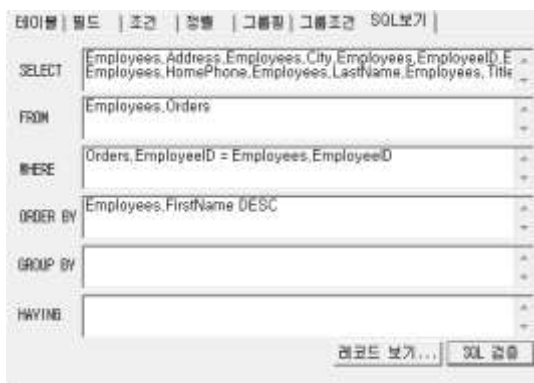 테이블 | 필드 | 조건 | 정렬 | 그룹핑 | 그룹조건 SQL보기 |
SELECT
Employees.Address,Employees.City,Employees.EmployeeID,E
Employees.HomePhone,Employees.LastName,Employees.Title
FROM
Employees,Orders
WHERE
Orders.EmployeeID = Employees.EmployeeID
ORDER BY
Employees.FirstName DESC
GROUP BY
HAVING
레코드 보기... SQL 검증